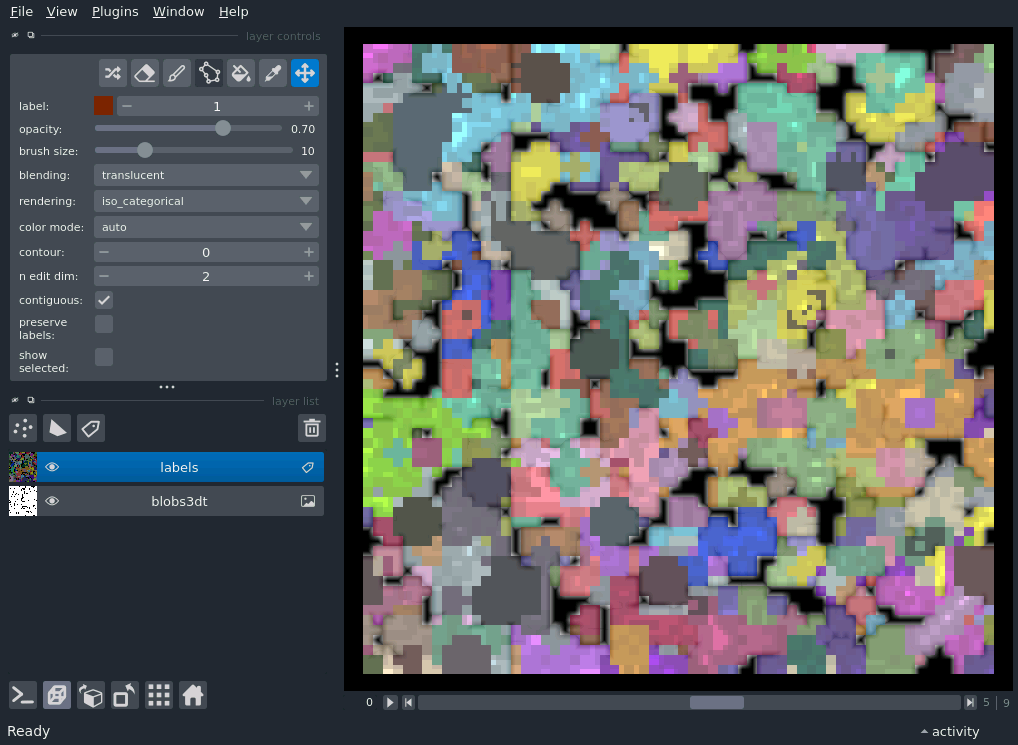 File View Plugins Window Help
layer controls
label: 1
opacity: 0.70
brush size: 10
blending: translucent
rendering: iso_categorical
color mode: auto
contour: 0
n edit dim: 2
contiguous:
preserve
labels:
show
selected:
layer list
labels
blobs3dt
0 5 9
Ready activity